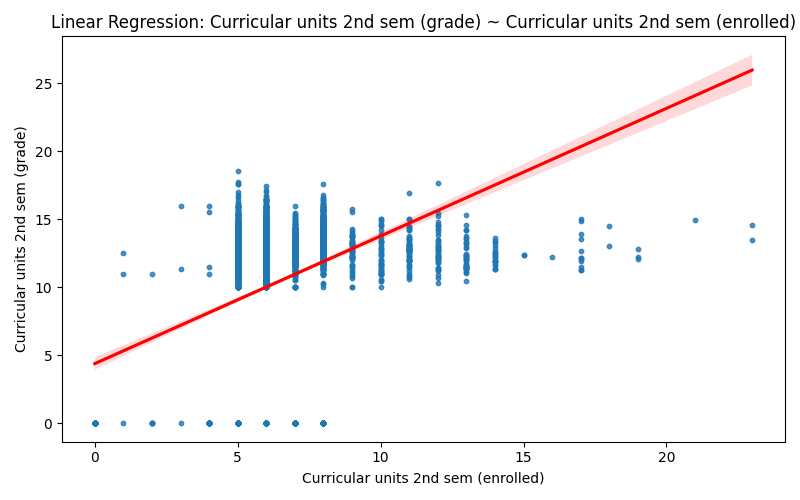 Linear Regression: Curricular units 2nd sem (grade) ~ Curricular units 2nd sem (enrolled)
Curricular units 2nd sem (grade)
25
20
15
10
5
0
0 5 10 15 20
Curricular units 2nd sem (enrolled)